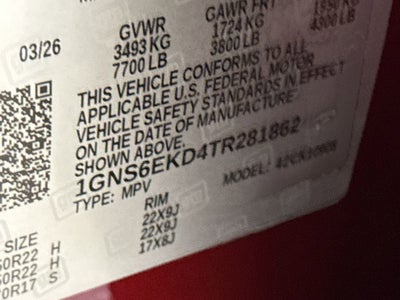 03/26
GVWR
3493 KG
7700 LB
GAWR FRT
1724 KG
3800 LB
THIS VEHICLE CONFORMS TO ALL
APPLICABLE U.S. FEDERAL MOTOR
VEHICLE SAFETY STANDARDS IN EFFECT
ON THE DATE OF MANUFACTURE
SHOWN ABOVE.
1GNS6EKD4TR281862
TYPE: MPV
MODEL:
RIM
22X9J
22X9J
17X8J
SIZE
H
H
S